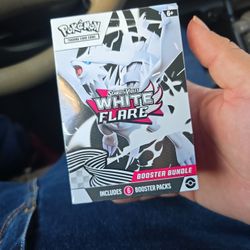 Pokémon
TRADING CARD GAME
6+
SCARLET & VIOLET
WHITE
FLARE
BOOSTER BUNDLE
INCLUDES 6 BOOSTER PACKS